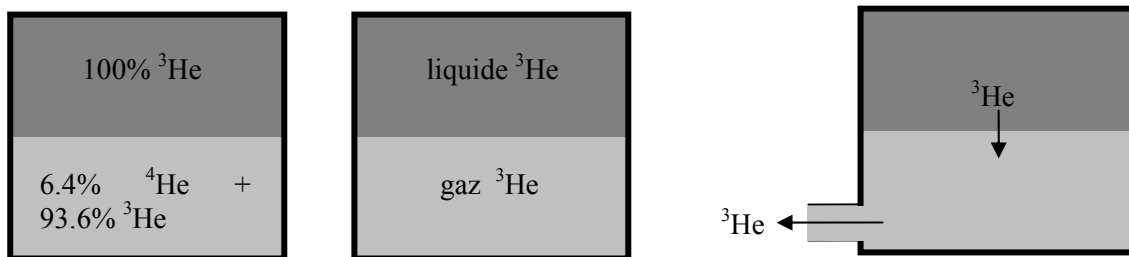 100% ³He
6.4% ⁴He +
93.6% ³He
liquide ³He
gaz ³He
³He
³He